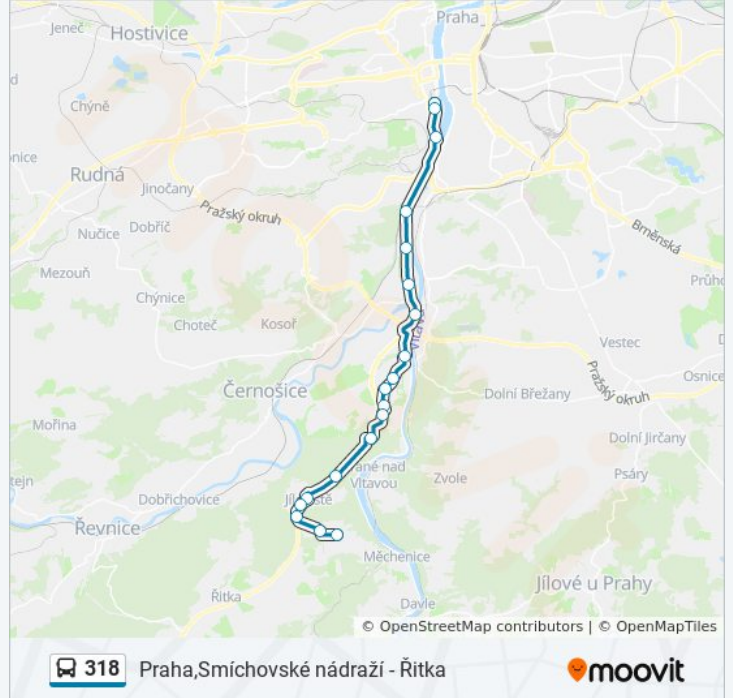 Praha
Jeneč
Hostivice
Chýně
Rudná
Jinočany
Pražský okruh
Dobříč
Nučice
Brněnská
Mezouň
Chýnice
Choteč
Kosoř
Vltava
Vestec
Osnice
Černošice
Dolní Břežany
Pražský okruh
Mořina
Dolní Jirčany
Psáry
Zvole
Vltavou
Dobřichovice
Řevnice
Měchenice
Jílové u Prahy
Řitka
Davle
© OpenStreetMap contributors | © OpenMapTiles
318 Praha,Smíchovské nádraží - Řitka
moovit